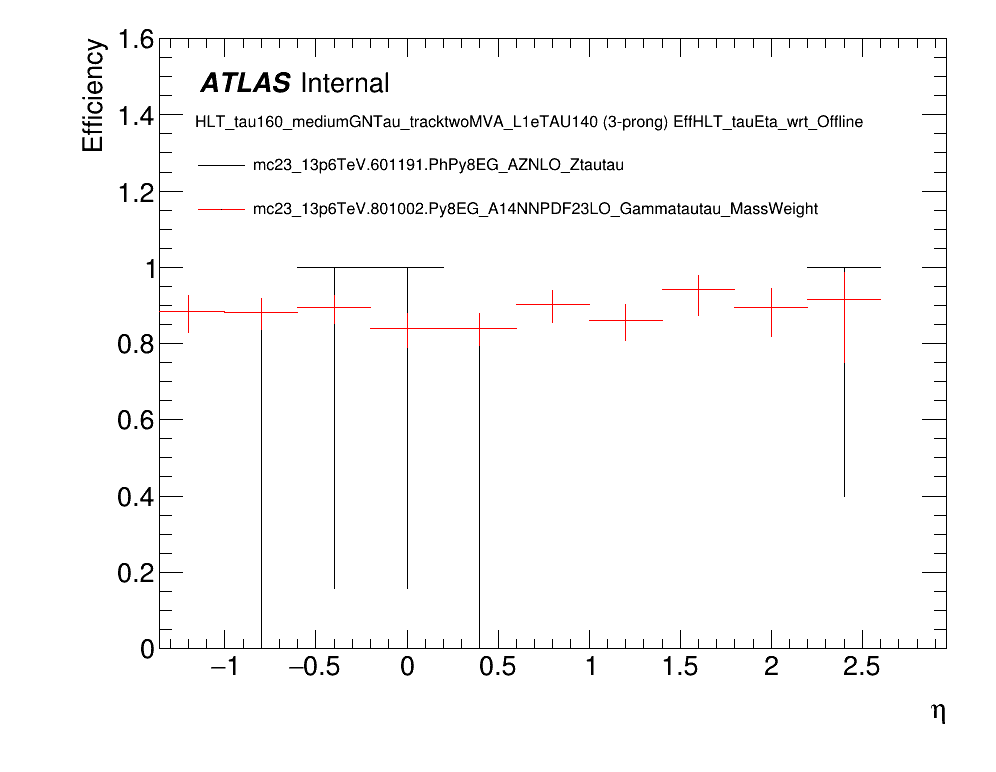 Efficiency
1.6
1.4
1.2
1
0.8
0.6
0.4
0.2
0
ATLAS Internal
HLT_tau160_mediumGNTau_tracktwoMVA_L1eTAU140 (3-prong) EffHLT_tauEta_wrt_Offline
mc23_13p6TeV.601191.PhPy8EG_AZNLO_Ztautau
mc23_13p6TeV.801002.Py8EG_A14NNPDF23LO_Gammatautau_MassWeight
−1 −0.5 0 0.5 1 1.5 2 2.5
η